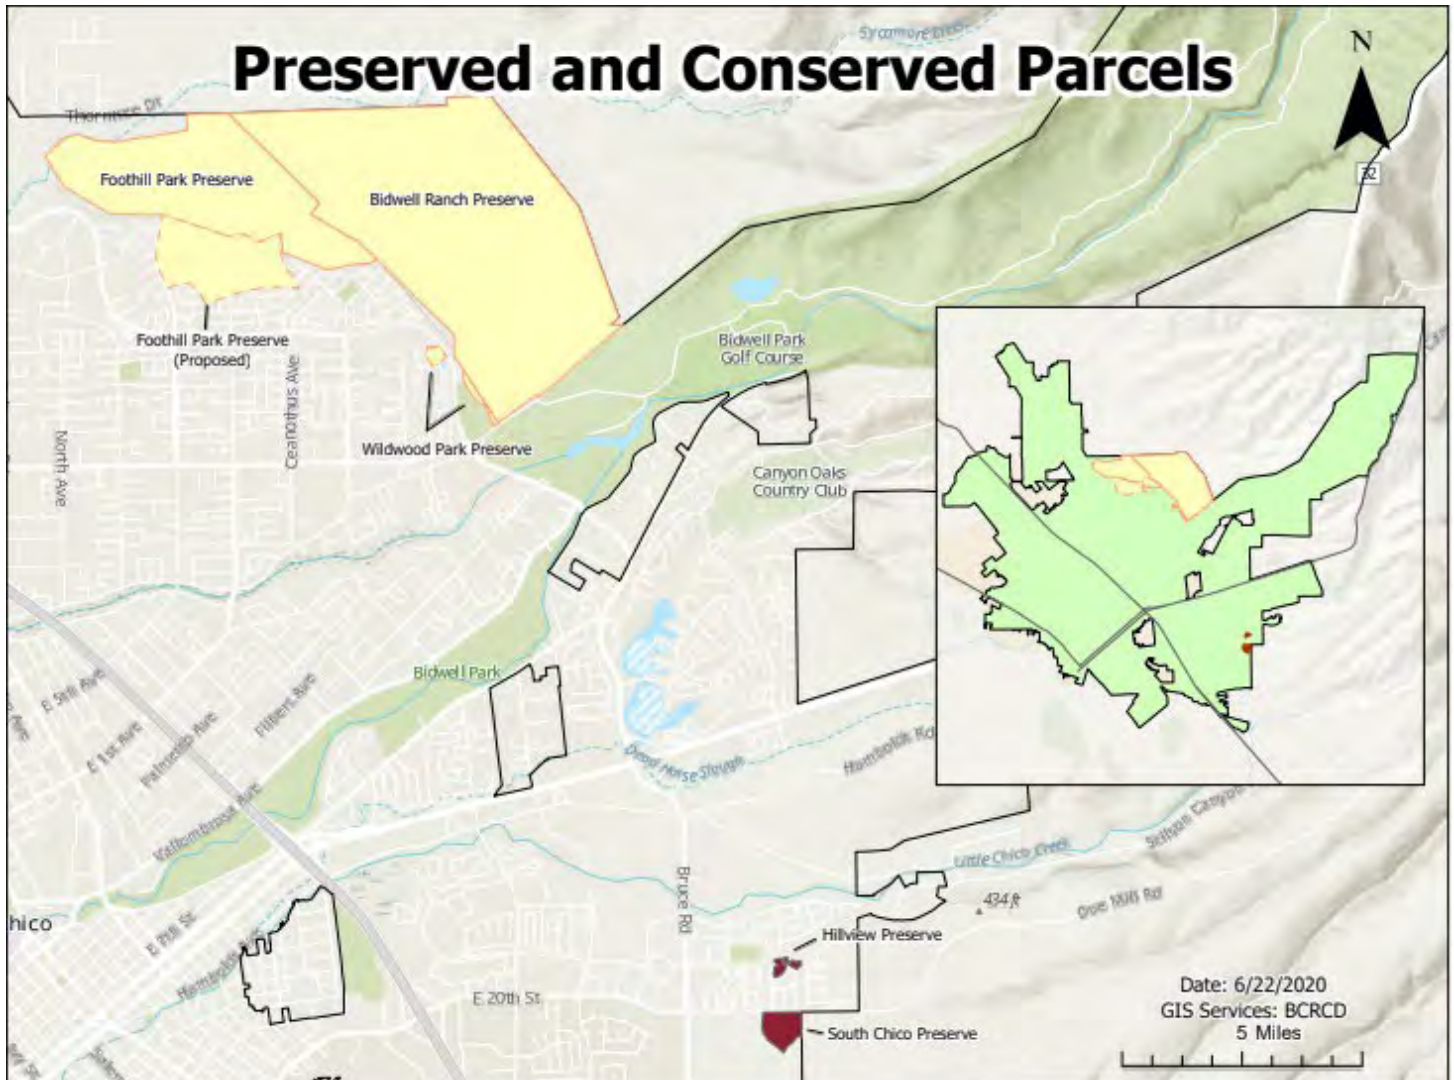 Sycamore Creek
Preserved and Conserved Parcels
N
Thorntree Dr
32
Foothill Park Preserve
Bidwell Ranch Preserve
Foothill Park Preserve
(Proposed)
Bidwell Park
Golf Course
Ceanothus Ave
North Ave
Wildwood Park Preserve
Canyon Oaks
Country Club
Bidwell Park
E 5th Ave
Filbert Ave
E 1st Ave
Palmetto Ave
Vallombrosa Ave
Dead Horse Slough
Humboldt Rd
Stilson Canyon
Little Chico Creek
Bruce Rd
434 ft
Doe Mill Rd
hico
E 8th St
Humboldt Ave
Hillview Preserve
E 20th St
South Chico Preserve
Date: 6/22/2020
GIS Services: BCRCD
5 Miles